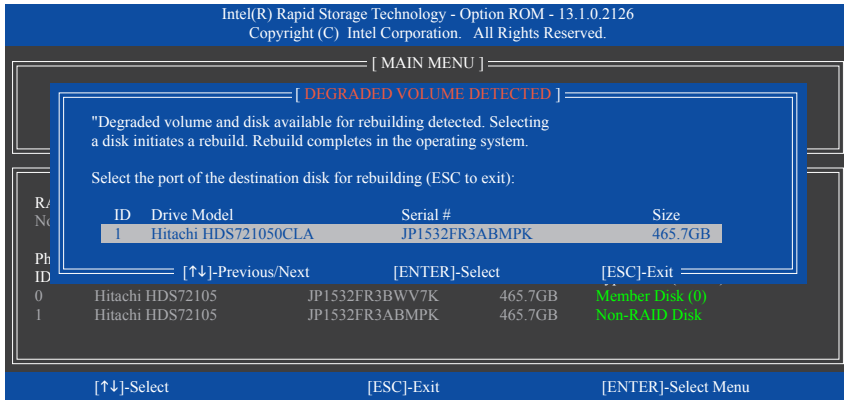 Intel(R) Rapid Storage Technology - Option ROM - 13.1.0.2126
Copyright (C) Intel Corporation. All Rights Reserved.
[ MAIN MENU ]
[ DEGRADED VOLUME DETECTED ]
"Degraded volume and disk available for rebuilding detected. Selecting
a disk initiates a rebuild. Rebuild completes in the operating system.
Select the port of the destination disk for rebuilding (ESC to exit):
ID Drive Model Serial # Size
1 Hitachi HDS721050CLA JP1532FR3ABMPK 465.7GB
[↑↓]-Previous/Next [ENTER]-Select [ESC]-Exit
ID
0 Hitachi HDS72105 JP1532FR3BWV7K 465.7GB Member Disk (0)
1 Hitachi HDS72105 JP1532FR3ABMPK 465.7GB Non-RAID Disk
[↑↓]-Select [ESC]-Exit [ENTER]-Select Menu